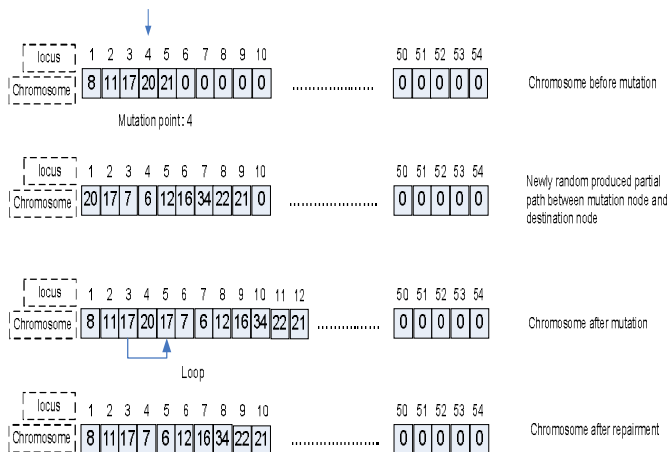 locus 1 2 3 4 5 6 7 8 9 10 50 51 52 53 54
Chromosome 8 11 17 20 21 0 0 0 0 0 ..................... 0 0 0 0 0 Chromosome before mutation
Mutation point: 4
locus 1 2 3 4 5 6 7 8 9 10 50 51 52 53 54
Chromosome 20 17 7 6 12 16 34 22 21 0 ..................... 0 0 0 0 0
Newly random produced partial
path between mutation node and
destination node
locus 1 2 3 4 5 6 7 8 9 10 11 12 50 51 52 53 54
Chromosome 8 11 17 20 17 7 6 12 16 34 22 21 ................ 0 0 0 0 0 Chromosome after mutation
Loop
locus 1 2 3 4 5 6 7 8 9 10 50 51 52 53 54
Chromosome 8 11 17 7 6 12 16 34 22 21 ..................... 0 0 0 0 0 Chromosome after repairment